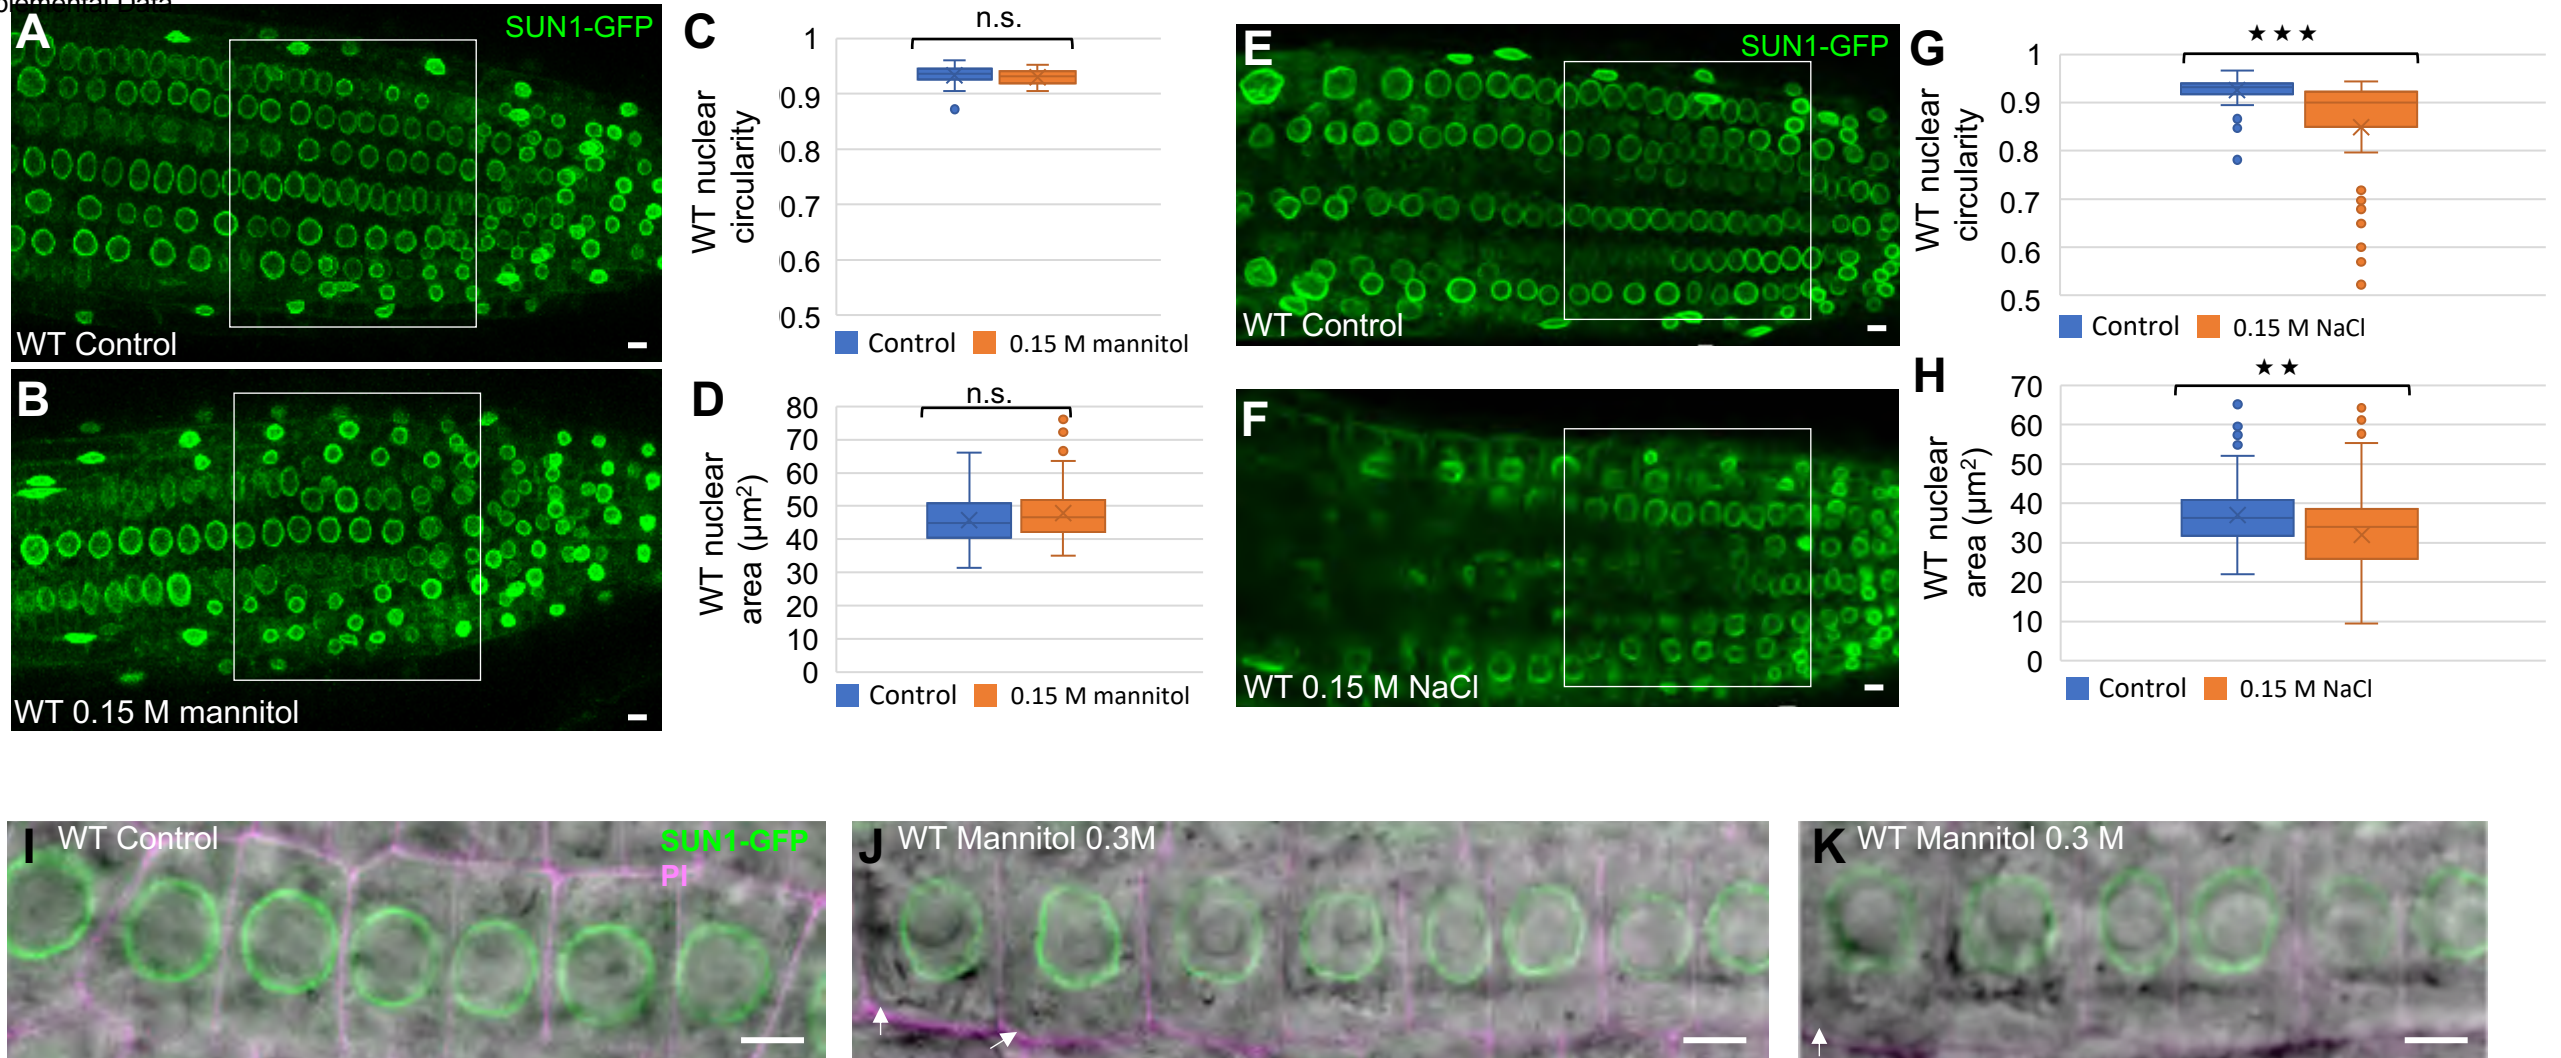 A
SUN1-GFP
WT Control
B
WT 0.15 M mannitol
C
n.s.
WT nuclear
circularity
1
0.9
0.8
0.7
0.6
0.5
Control
0.15 M mannitol
D
n.s.
WT nuclear
area (µm²)
80
70
60
50
40
30
20
10
0
Control
0.15 M mannitol
E
SUN1-GFP
WT Control
F
WT 0.15 M NaCl
G
★★★
WT nuclear
circularity
1
0.9
0.8
0.7
0.6
0.5
Control
0.15 M NaCl
H
★★
WT nuclear
area (µm²)
70
60
50
40
30
20
10
0
Control
0.15 M NaCl
I
WT Control
SUN1-GFP
PI
J
WT Mannitol 0.3M
K
WT Mannitol 0.3 M